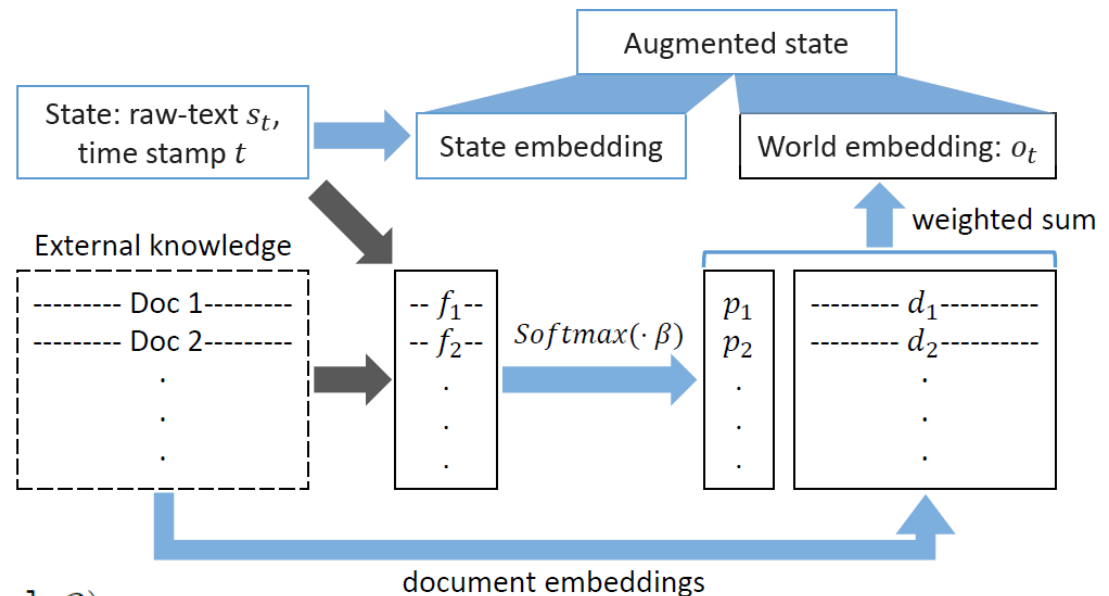 Augmented state
State: raw-text s_t,
time stamp t
State embedding
World embedding: o_t
weighted sum
External knowledge
--------- Doc 1---------
--------- Doc 2---------
.
.
.
-- f_1--
-- f_2--
.
.
.
Softmax(· β)
p_1
p_2
.
.
.
--------- d_1----------
--------- d_2----------
.
.
.
document embeddings